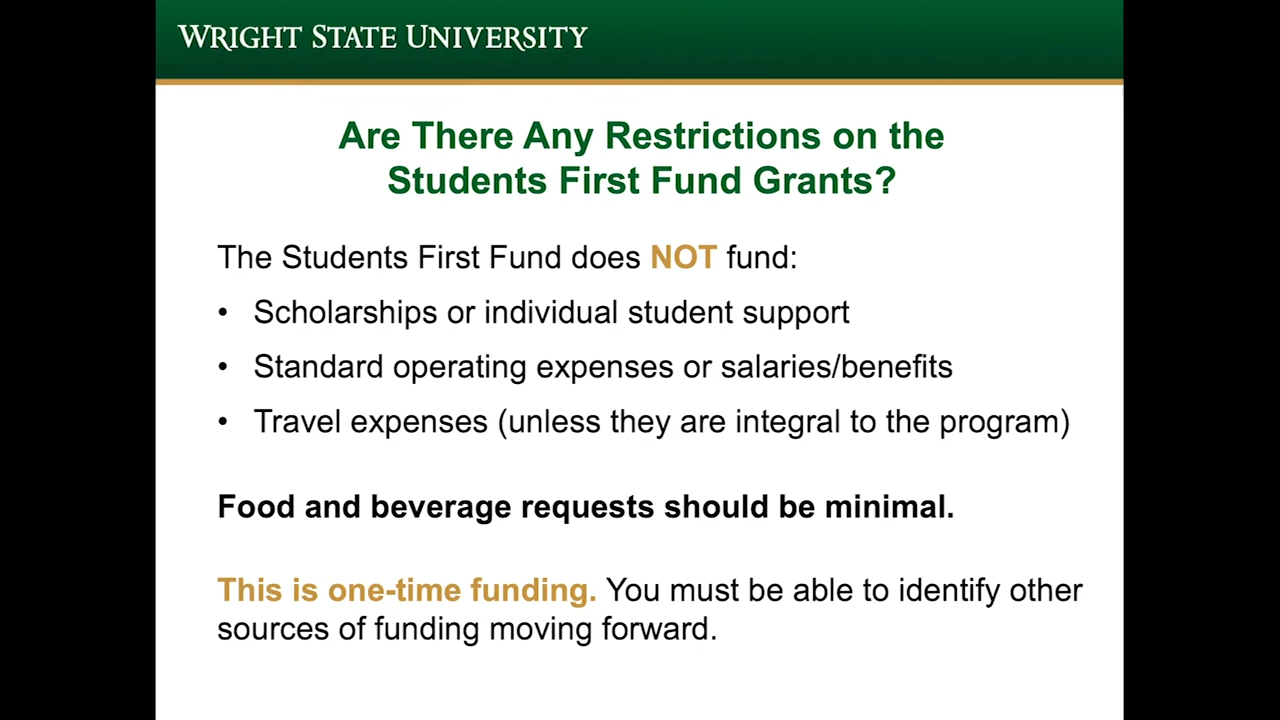 WRIGHT STATE UNIVERSITY
Are There Any Restrictions on the
Students First Fund Grants?
The Students First Fund does NOT fund:
• Scholarships or individual student support
• Standard operating expenses or salaries/benefits
• Travel expenses (unless they are integral to the program)
Food and beverage requests should be minimal.
This is one-time funding. You must be able to identify other
sources of funding moving forward.